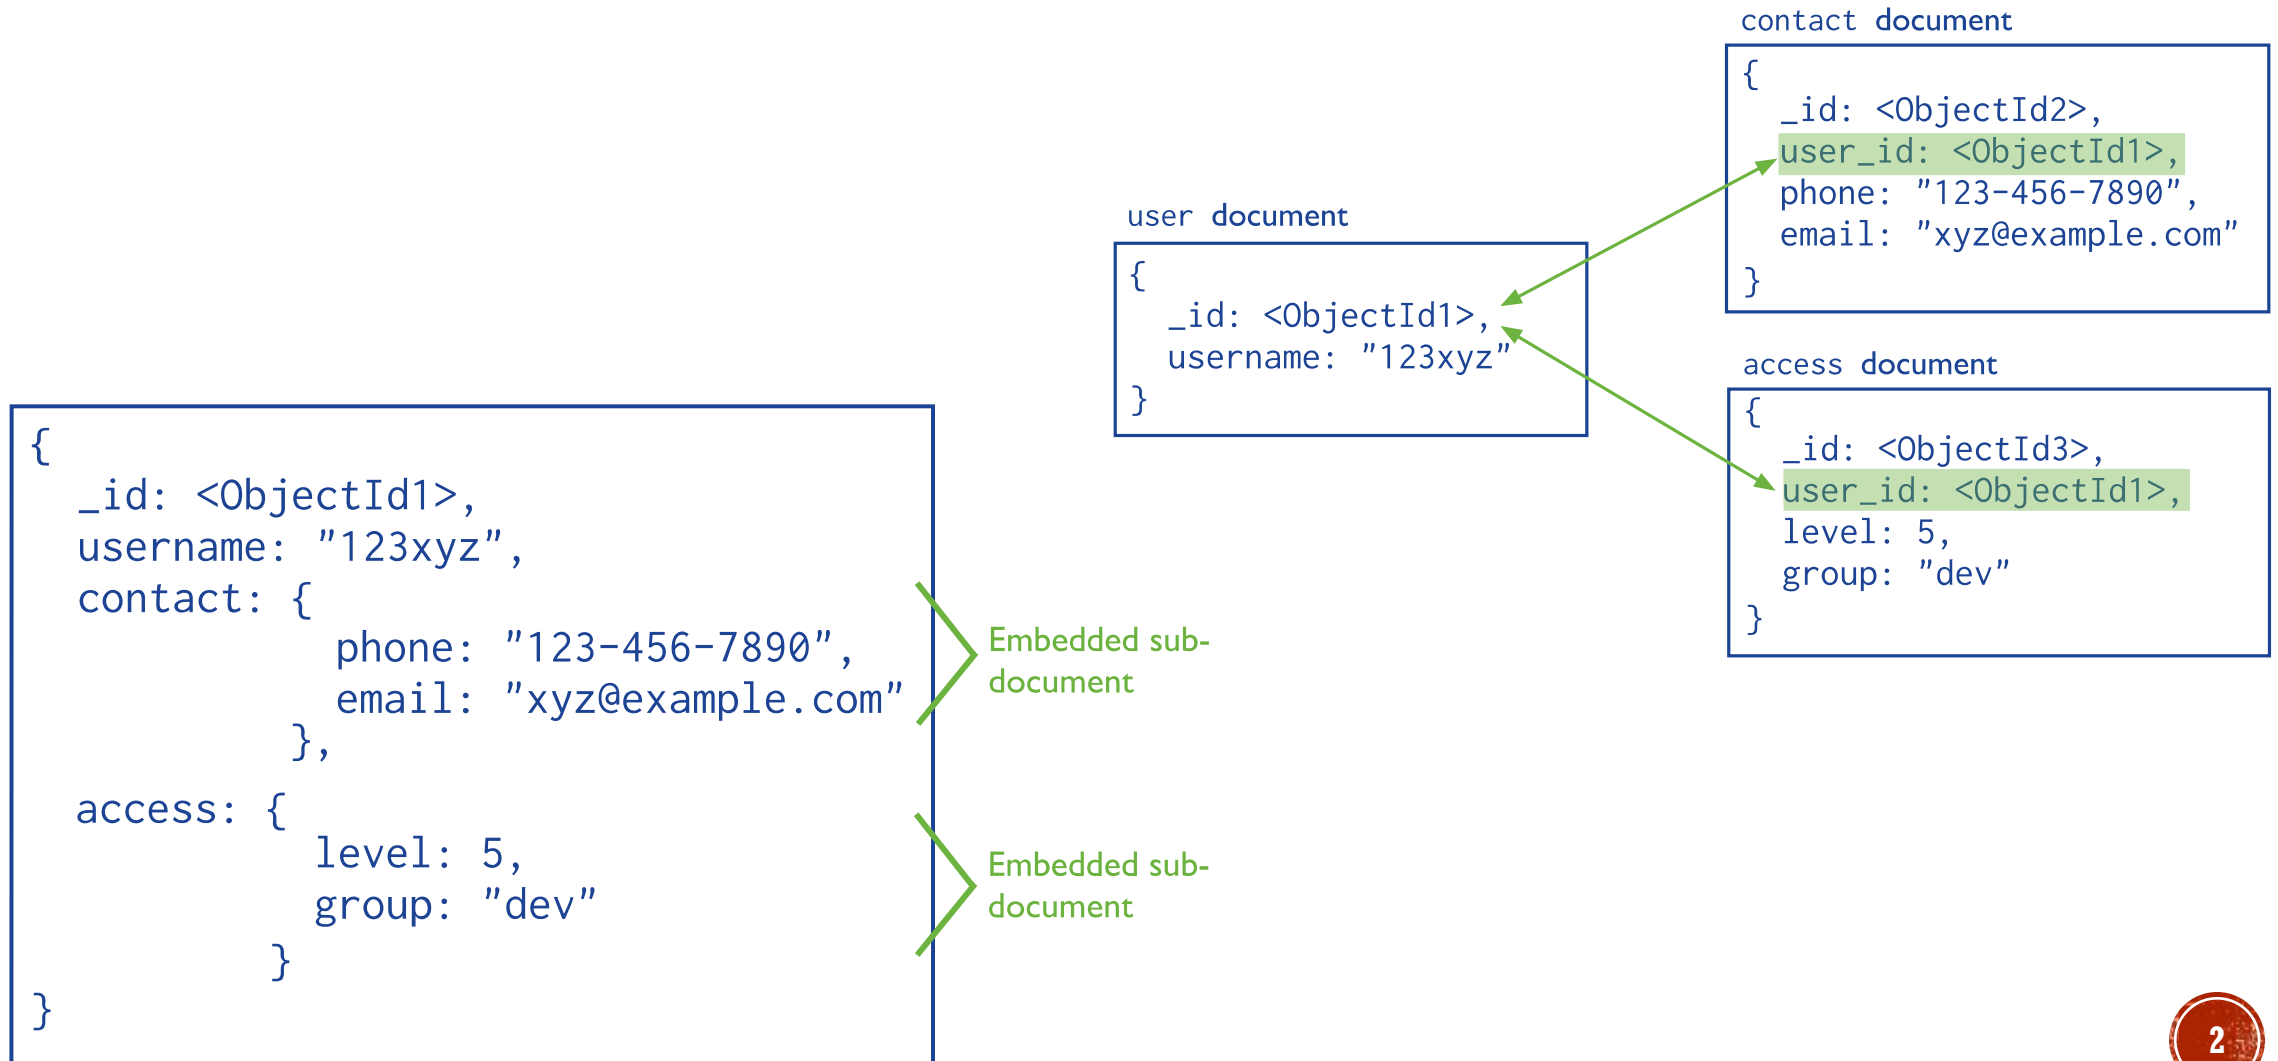 contact document
{
_id: <ObjectId2>,
user_id: <ObjectId1>,
phone: "123-456-7890",
email: "xyz@example.com"
}
user document
{
_id: <ObjectId1>,
username: "123xyz"
}
access document
{
_id: <ObjectId3>,
user_id: <ObjectId1>,
level: 5,
group: "dev"
}
{
_id: <ObjectId1>,
username: "123xyz",
contact: {
phone: "123-456-7890",
email: "xyz@example.com"
},
access: {
level: 5,
group: "dev"
}
}
Embedded sub-
document
Embedded sub-
document
2